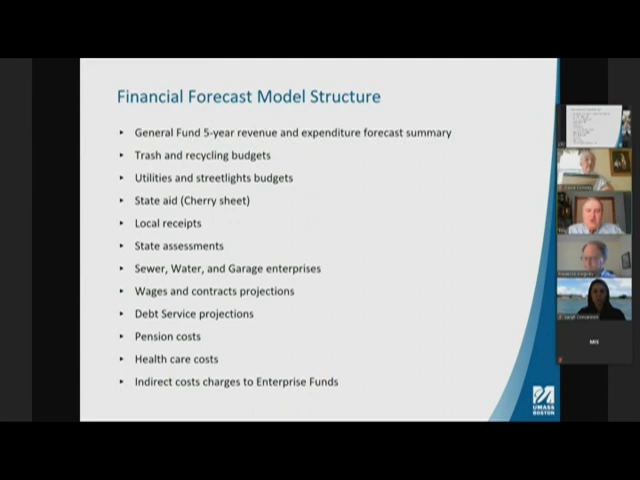 Financial Forecast Model Structure
General Fund 5-year revenue and expenditure forecast summary
Trash and recycling budgets
Utilities and streetlights budgets
State aid (Cherry sheet)
Local receipts
State assessments
Sewer, Water, and Garage enterprises
Wages and contracts projections
Debt Service projections
Pension costs
Health care costs
Indirect costs charges to Enterprise Funds
UMASS
BOSTON
MIS